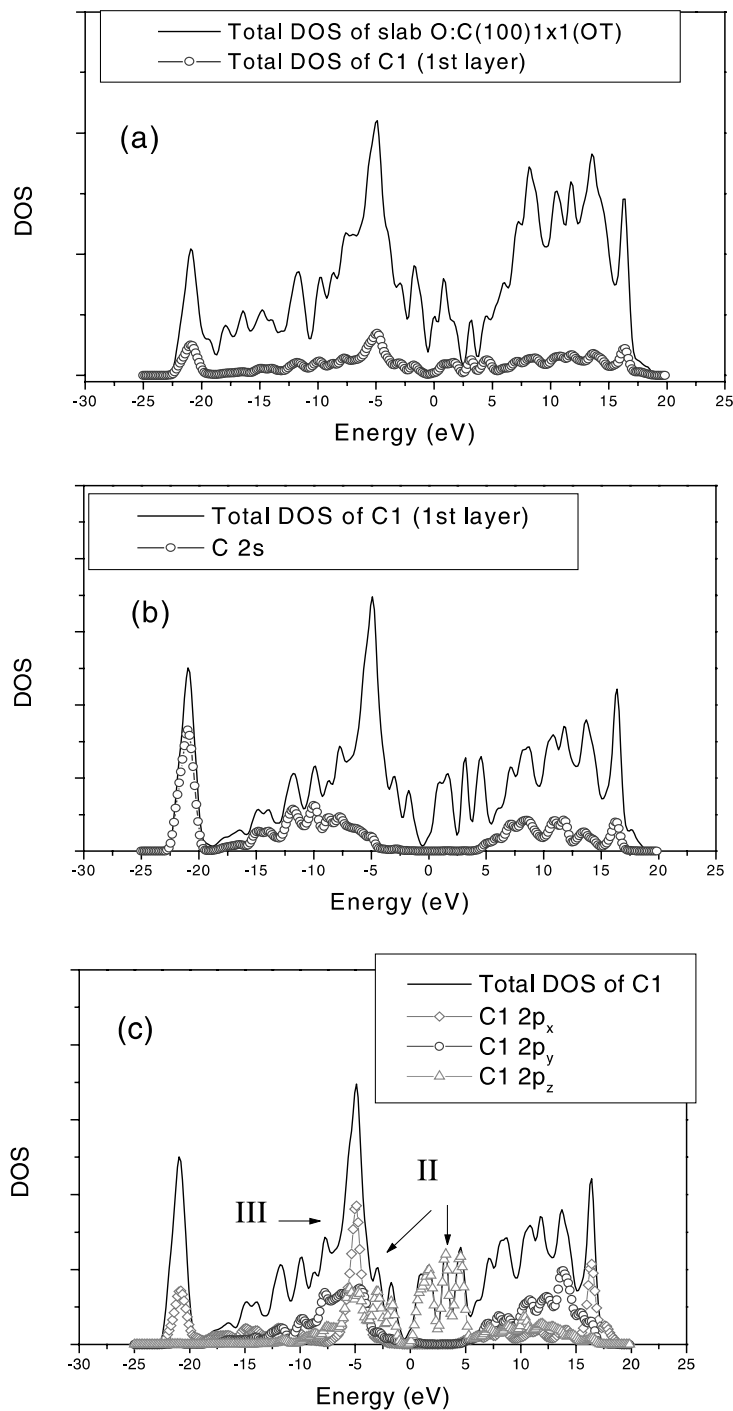 Total DOS of slab O:C(100)1x1(OT)
Total DOS of C1 (1st layer)
(a)
DOS
-30 -25 -20 -15 -10 -5 0 5 10 15 20 25
Energy (eV)
Total DOS of C1 (1st layer)
C 2s
(b)
DOS
-30 -25 -20 -15 -10 -5 0 5 10 15 20 25
Energy (eV)
Total DOS of C1
C1 2px
C1 2py
C1 2pz
(c)
II
III
DOS
-30 -25 -20 -15 -10 -5 0 5 10 15 20 25
Energy (eV)